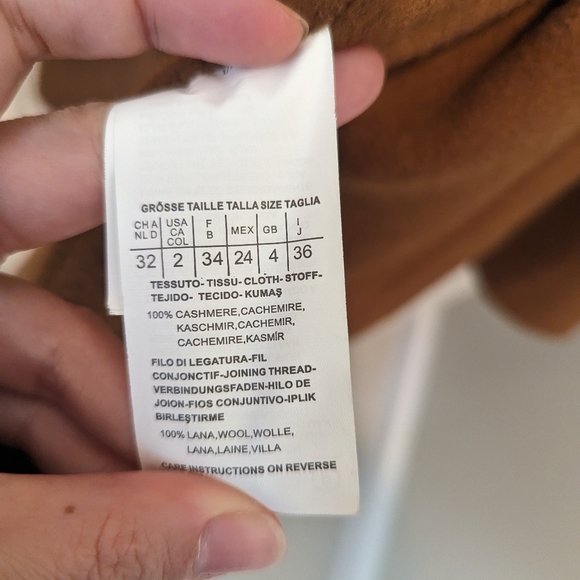 GRÖSSE TAILLE TALLA SIZE TAGLIA
CH A NL D USA CA COL F B MEX GB I J
32 2 34 24 4 36
TESSUTO- TISSU- CLOTH- STOFF-
TEJIDO- TECIDO- KUMAŞ
100% CASHMERE,CACHEMIRE,
KASCHMIR,CACHEMIR,
CACHEMIRE,KASMİR
FILO DI LEGATURA-FIL
CONJONCTIF-JOINING THREAD-
VERBINDUNGSFADEN-HILO DE
JOION-FIOS CONJUNTIVO-IPLIK
BIRLEŞTIRME
100% LANA,WOOL,WOLLE,
LANA,LAINE,VILLA
CARE INSTRUCTIONS ON REVERSE